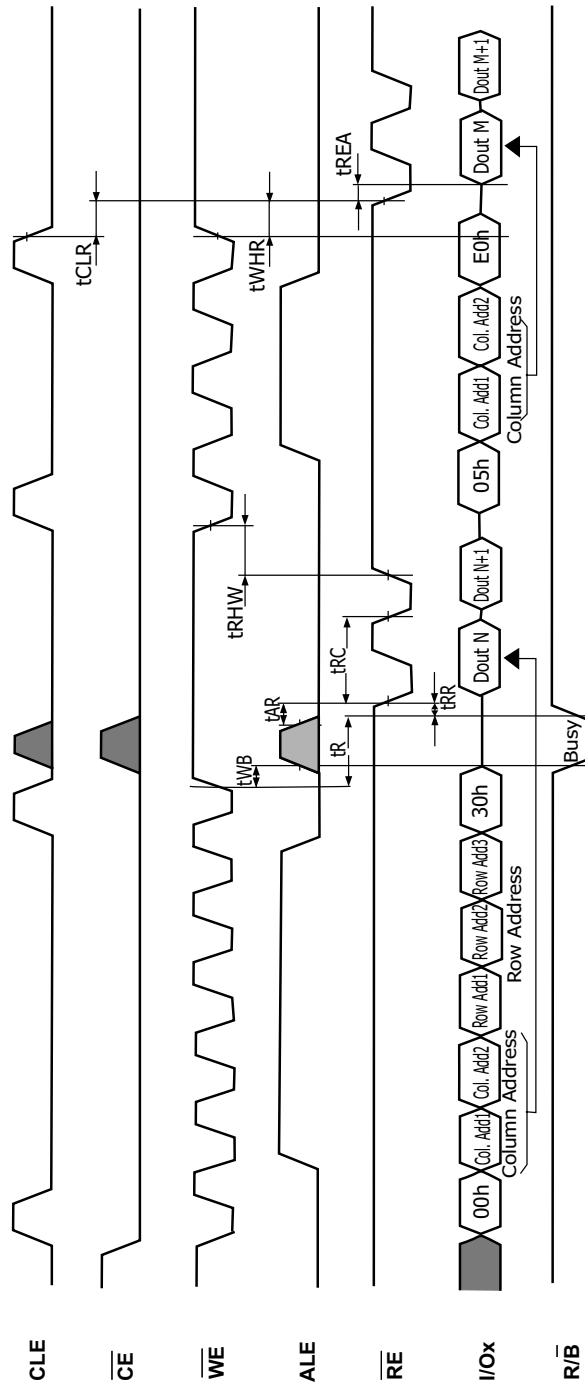 CLE
CE
WE
ALE
RE
I/Ox
R/B
tCLR
tWHR
tREA
tRHW
tWB
tAR
tR
tRC
tRR
00h
Col. Add1
Col. Add2
Row Add1
Row Add2
Row Add3
30h
Dout N
Dout N+1
05h
Col. Add1
Col. Add2
E0h
Dout M
Dout M+1
Column Address
Row Address
Column Address
Busy